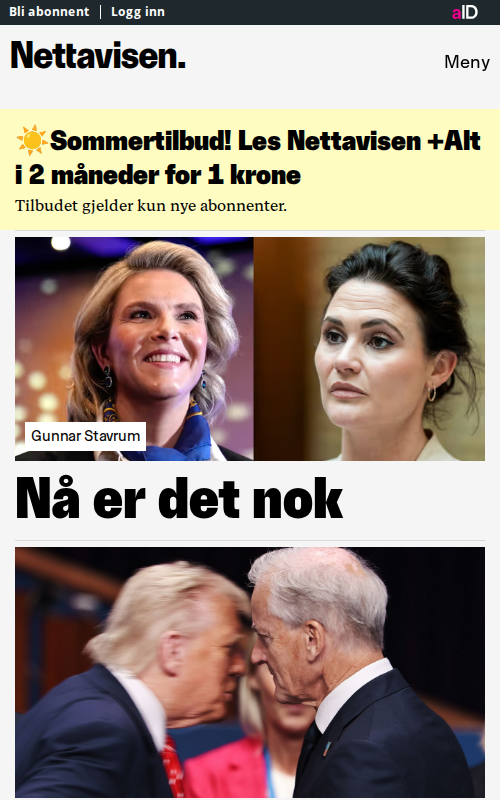 Bli abonnent | Logg inn
aID
Nettavisen.
Meny
☀️Sommertilbud! Les Nettavisen +Alt
i 2 måneder for 1 krone
Tilbudet gjelder kun nye abonnenter.
Gunnar Stavrum
Nå er det nok